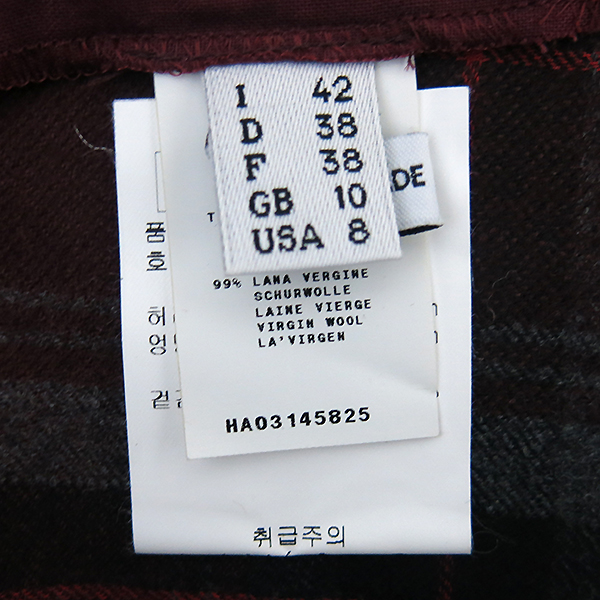 I 42
D 38
F 38
GB 10
USA 8
DE
T
99% LANA VERGINE
SCHURWOLLE
LAINE VIERGE
VIRGIN WOOL
LA'VIRGEN
HA03145825
품
호
허
엉
겉
취급주의